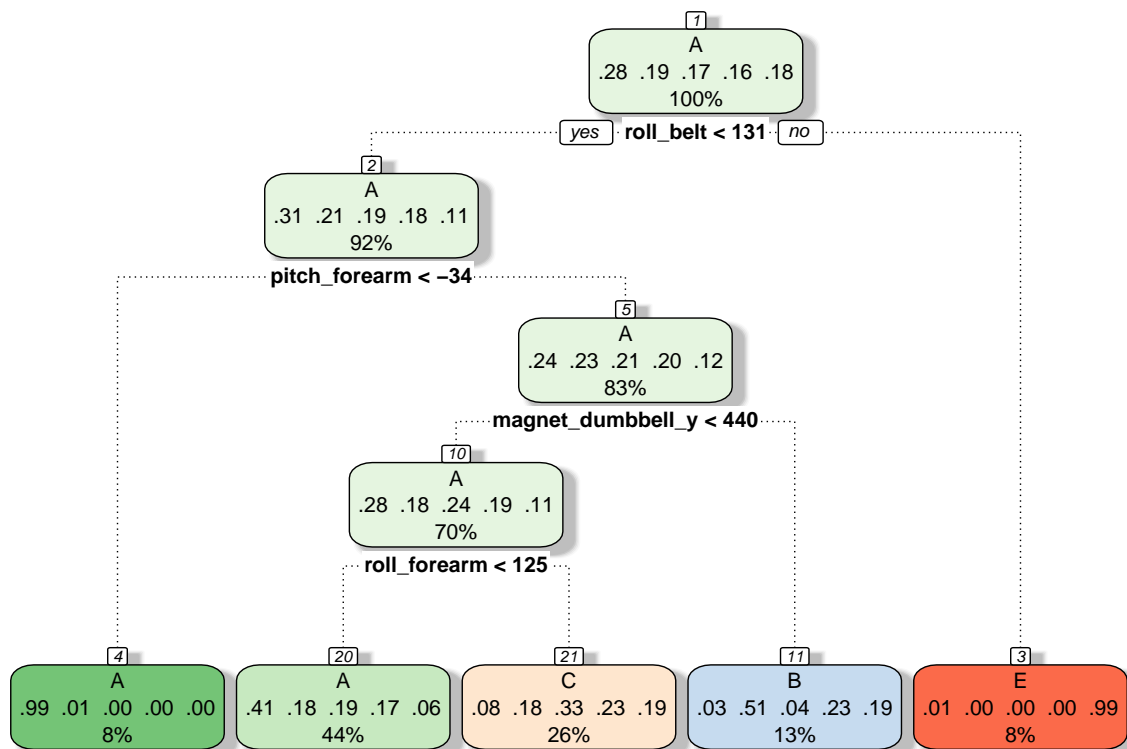 1
A
.28 .19 .17 .16 .18
100%
yes roll_belt < 131 no
2
A
.31 .21 .19 .18 .11
92%
pitch_forearm < −34
5
A
.24 .23 .21 .20 .12
83%
magnet_dumbbell_y < 440
10
A
.28 .18 .24 .19 .11
70%
roll_forearm < 125
4
A
.99 .01 .00 .00 .00
8%
20
A
.41 .18 .19 .17 .06
44%
21
C
.08 .18 .33 .23 .19
26%
11
B
.03 .51 .04 .23 .19
13%
3
E
.01 .00 .00 .00 .99
8%